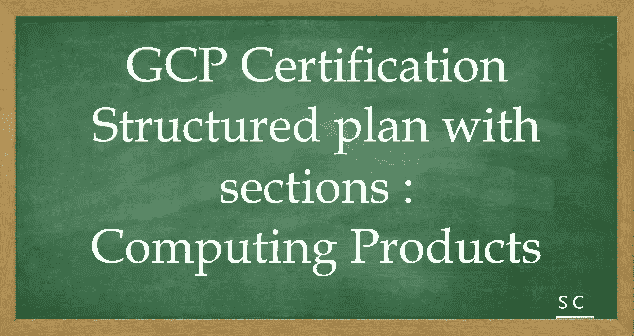 GCP Certification
Structured plan with
sections :
Computing Products
SC